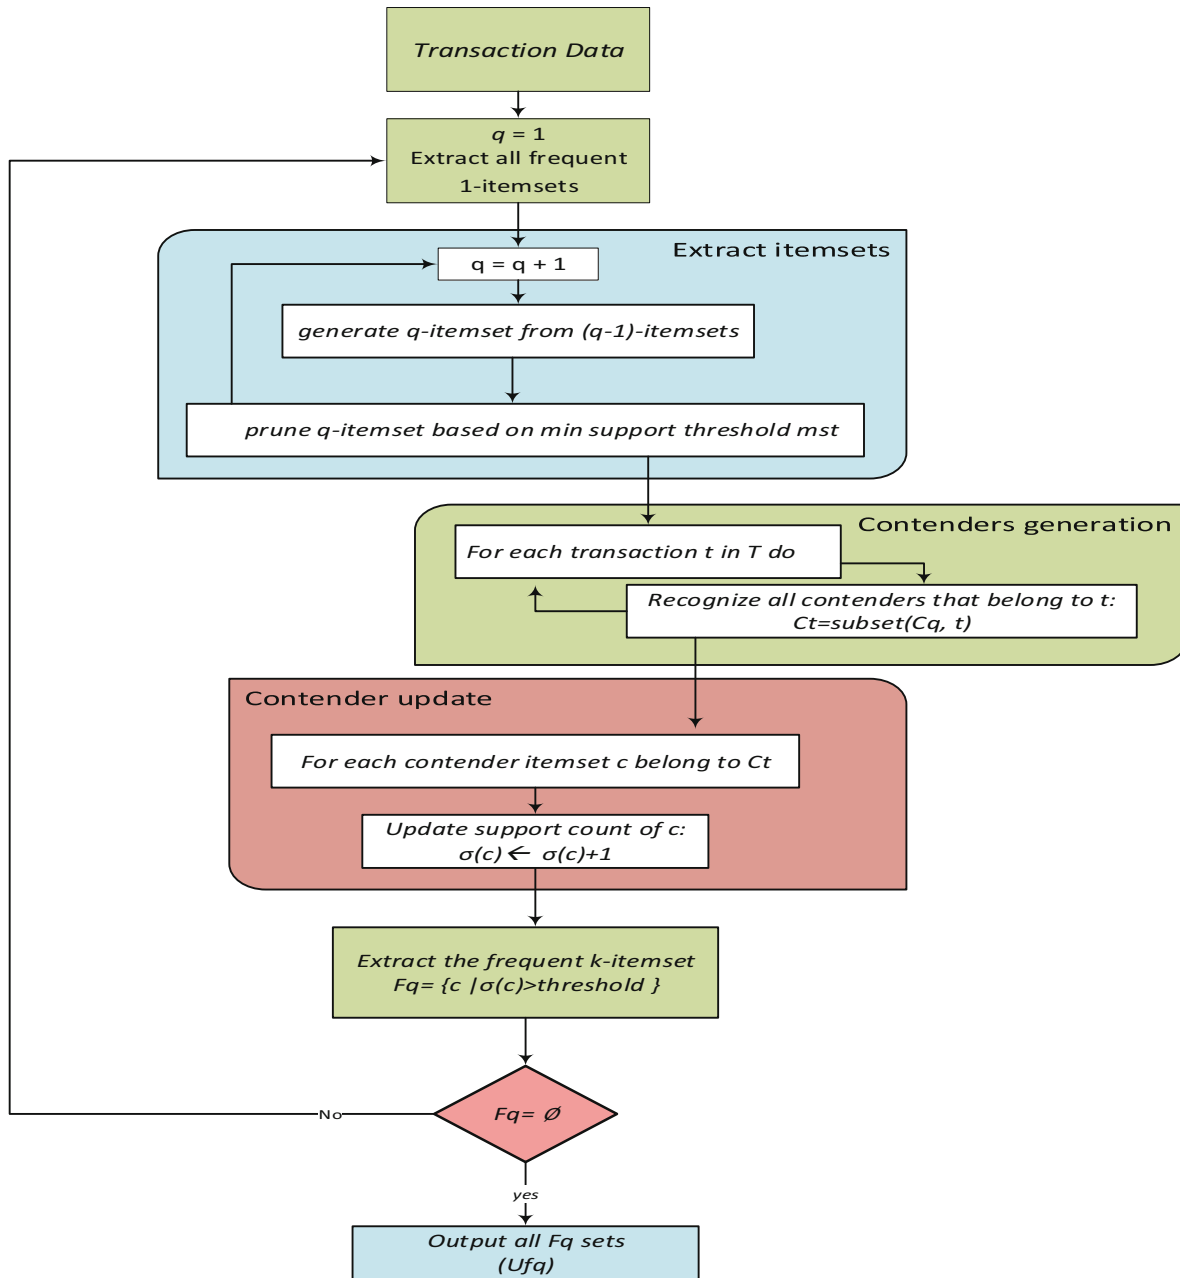 Transaction Data
q = 1
Extract all frequent
1-itemsets
Extract itemsets
q = q + 1
generate q-itemset from (q-1)-itemsets
prune q-itemset based on min support threshold mst
Contenders generation
For each transaction t in T do
Recognize all contenders that belong to t:
Ct=subset(Cq, t)
Contender update
For each contender itemset c belong to Ct
Update support count of c:
σ(c) ← σ(c)+1
Extract the frequent k-itemset
Fq= {c |σ(c)>threshold }
Fq= Ø
No
yes
Output all Fq sets
(Ufq)